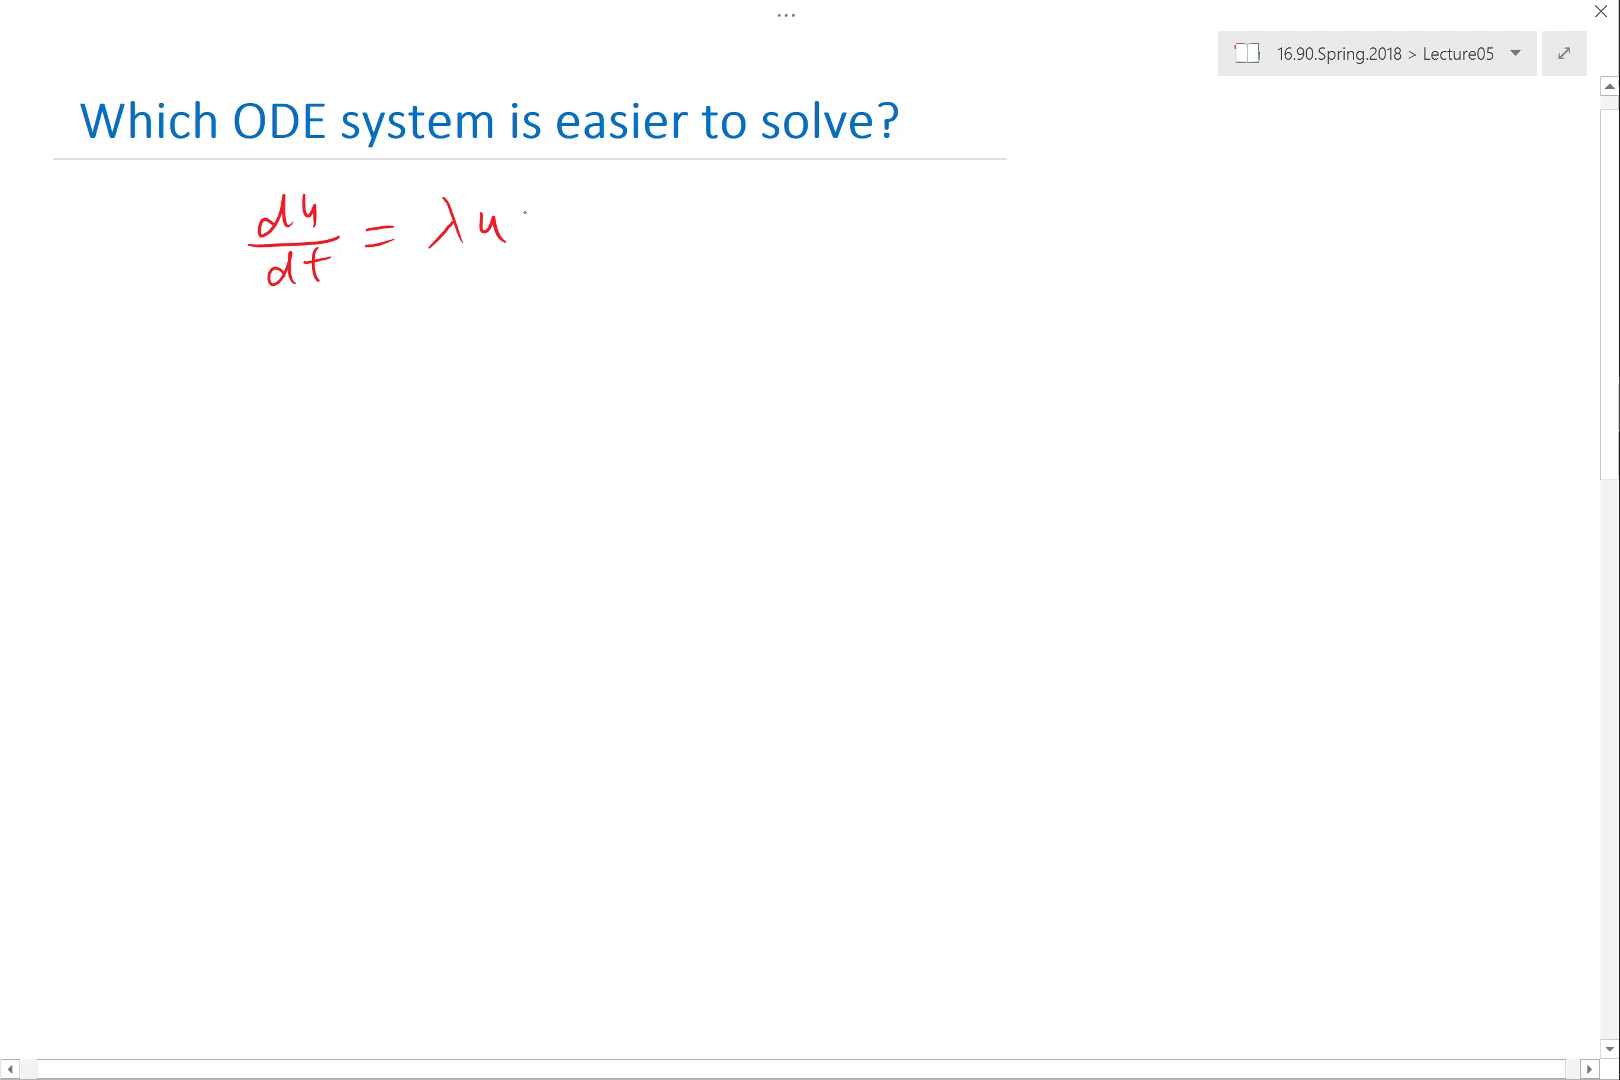 16.90.Spring.2018 > Lecture05
Which ODE system is easier to solve?
du/dt = λu